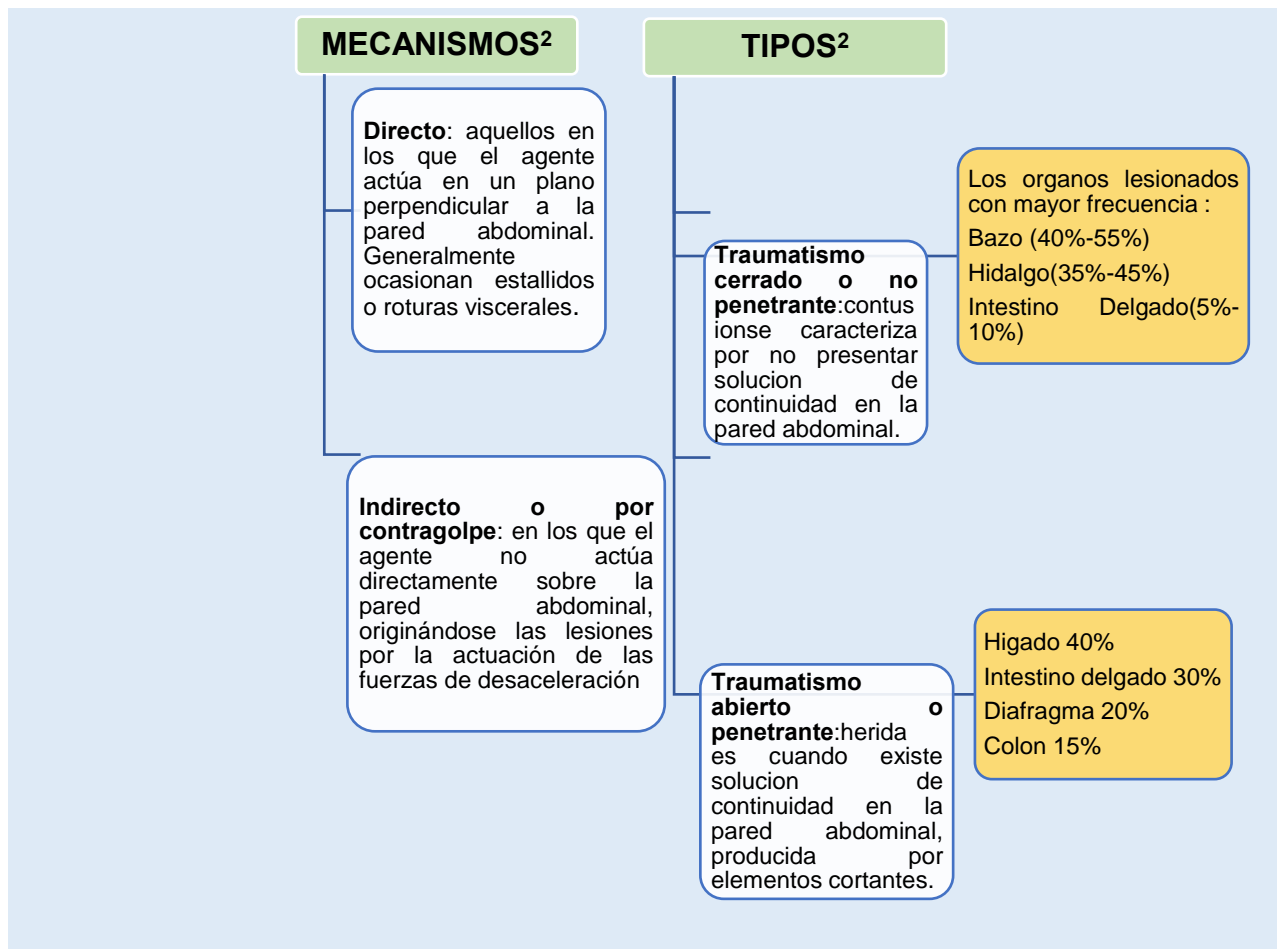 MECANISMOS²
Directo: aquellos en
los que el agente
actúa en un plano
perpendicular a la
pared abdominal.
Generalmente
ocasionan estallidos
o roturas viscerales.
Indirecto o por
contragolpe: en los que el
agente no actúa
directamente sobre la
pared abdominal,
originándose las lesiones
por la actuación de las
fuerzas de desaceleración
TIPOS²
Traumatismo
cerrado o no
penetrante:contus
ionse caracteriza
por no presentar
solucion de
continuidad en la
pared abdominal.
Los organos lesionados
con mayor frecuencia :
Bazo (40%-55%)
Hidalgo(35%-45%)
Intestino Delgado(5%-
10%)
Traumatismo
abierto o
penetrante:herida
es cuando existe
solucion de
continuidad en la
pared abdominal,
producida por
elementos cortantes.
Higado 40%
Intestino delgado 30%
Diafragma 20%
Colon 15%